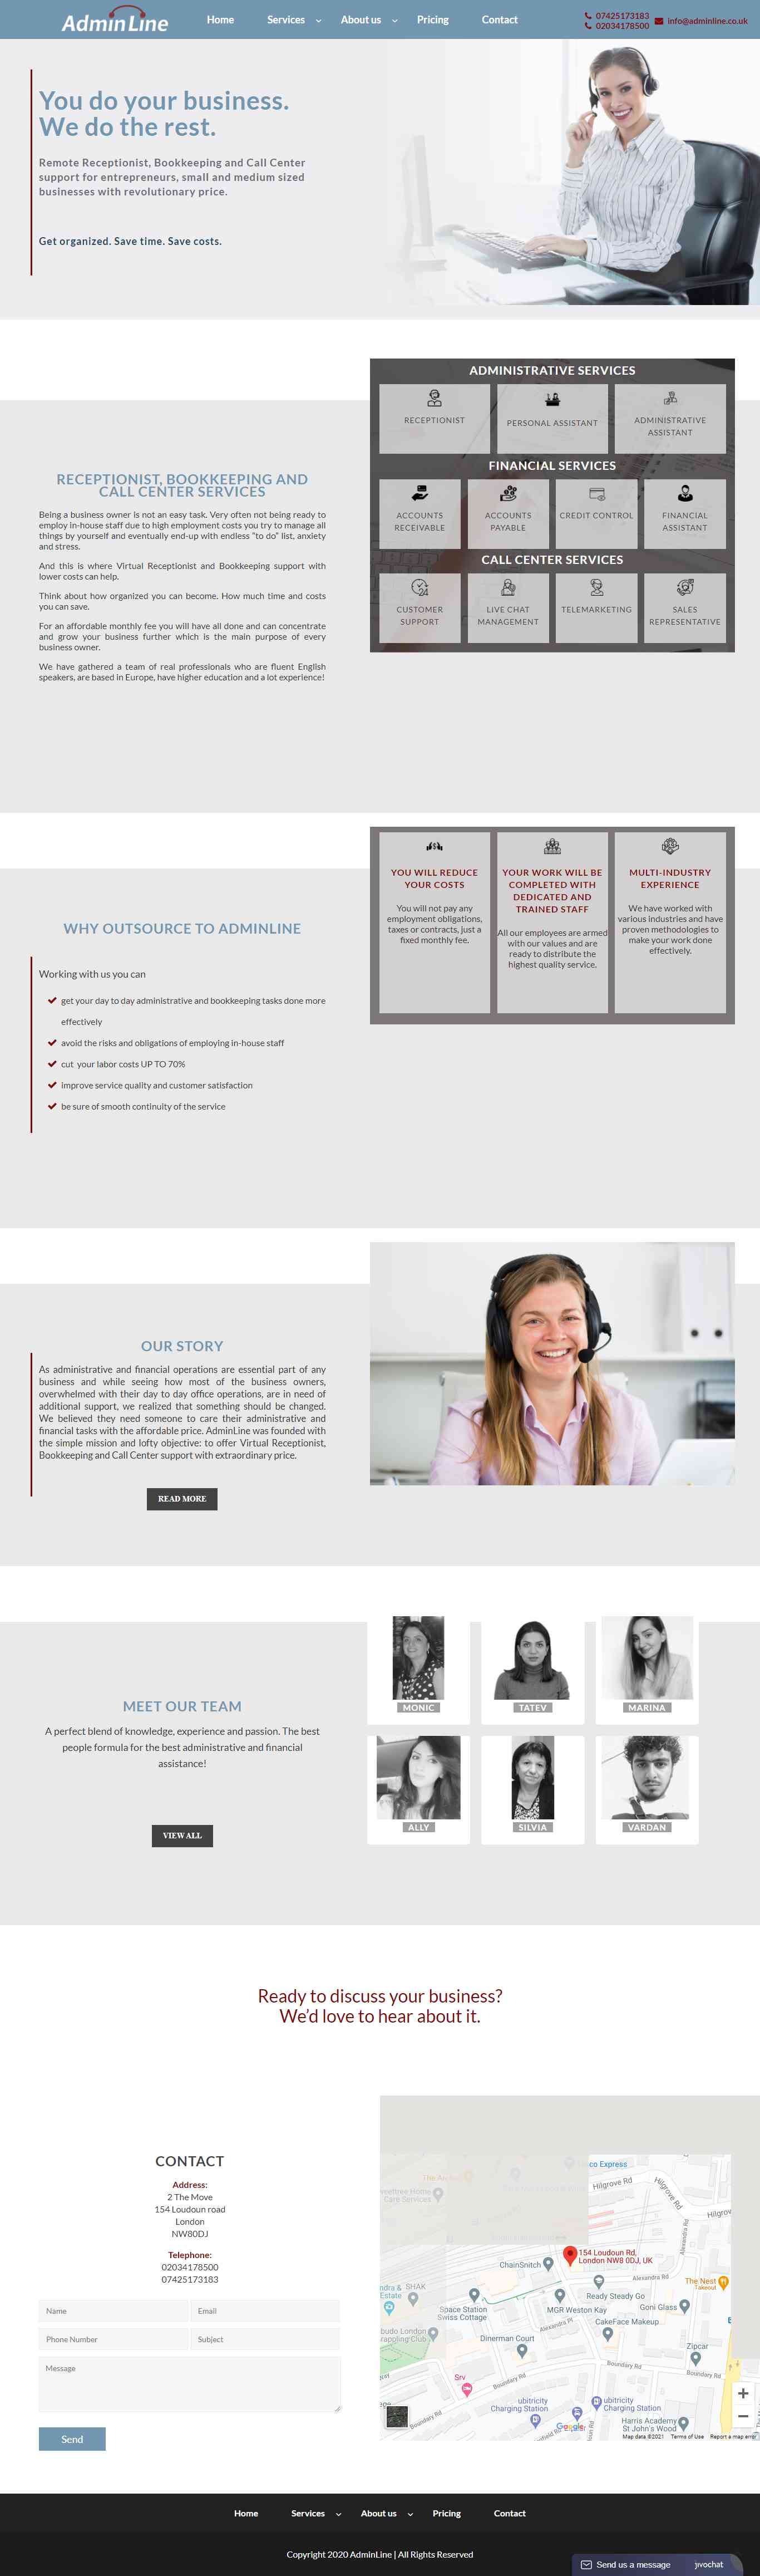 AdminLine
Home Services About us Pricing Contact
07425173183
02034178500
info@adminline.co.uk
You do your business.
We do the rest.
Remote Receptionist, Bookkeeping and Call Center
support for entrepreneurs, small and medium sized
businesses with revolutionary price.
Get organized. Save time. Save costs.
RECEPTIONIST, BOOKKEEPING AND
CALL CENTER SERVICES
Being a business owner is not an easy task. Very often not being ready to
employ in-house staff due to high employment costs you try to manage all
things by yourself and eventually end-up with endless "to do" list, anxiety
and stress.
And this is where Virtual Receptionist and Bookkeeping support with
lower costs can help.
Think about how organized you can become. How much time and costs
you can save.
For an affordable monthly fee you will have all done and can concentrate
and grow your business further which is the main purpose of every
business owner.
We have gathered a team of real professionals who are fluent English
speakers, are based in Europe, have higher education and a lot experience!
ADMINISTRATIVE SERVICES
RECEPTIONIST
PERSONAL ASSISTANT
ADMINISTRATIVE
ASSISTANT
FINANCIAL SERVICES
ACCOUNTS
RECEIVABLE
ACCOUNTS
PAYABLE
CREDIT CONTROL
FINANCIAL
ASSISTANT
CALL CENTER SERVICES
CUSTOMER
SUPPORT
LIVE CHAT
MANAGEMENT
TELEMARKETING
SALES
REPRESENTATIVE
WHY OUTSOURCE TO ADMINLINE
Working with us you can
get your day to day administrative and bookkeeping tasks done more
effectively
avoid the risks and obligations of employing in-house staff
cut your labor costs UP TO 70%
improve service quality and customer satisfaction
be sure of smooth continuity of the service
YOU WILL REDUCE
YOUR COSTS
You will not pay any
employment obligations,
taxes or contracts, just a
fixed monthly fee.
YOUR WORK WILL BE
COMPLETED WITH
DEDICATED AND
TRAINED STAFF
All our employees are armed
with our values and are
ready to distribute the
highest quality service.
MULTI-INDUSTRY
EXPERIENCE
We have worked with
various industries and have
proven methodologies to
make your work done
effectively.
OUR STORY
As administrative and financial operations are essential part of any
business and while seeing how most of the business owners,
overwhelmed with their day to day office operations, are in need of
additional support, we realized that something should be changed.
We believed they need someone to care their administrative and
financial tasks with the affordable price. AdminLine was founded with
the simple mission and lofty objective: to offer Virtual Receptionist,
Bookkeeping and Call Center support with extraordinary price.
READ MORE
MEET OUR TEAM
A perfect blend of knowledge, experience and passion. The best
people formula for the best administrative and financial
assistance!
VIEW ALL
MONIC
TATEV
MARINA
ALLY
SILVIA
VARDAN
Ready to discuss your business?
We'd love to hear about it.
CONTACT
Address:
2 The Move
154 Loudoun road
London
NW80DJ
Telephone:
02034178500
07425173183
Name
Email
Phone Number
Subject
Message
Send
co Express
Hilgrove Rd
Hilgrove Rd
Hilgrov
Alexandra Rd
Care Services
154 Loudoun Rd,
London NW8 0DJ, UK
ChainSnitch
Alexandra Rd
The Nest
Takeout
SHAK
Estate
Ready Steady Go
Space Station
Swiss Cottage
MGR Weston Kay
Goni Glass
CakeFace Makeup
Alexandra Pl
Dinerman Court
Zipcar
Boundary Rd
Boundary Rd
Srv
ubitricity
Charging Station
ubitricity
Charging Station
Harris Academy
St John's Wood
Boundary Rd
Google
Map data ©2021 Terms of Use Report a map error
Home Services About us Pricing Contact
Copyright 2020 AdminLine | All Rights Reserved
Send us a message
jivochat